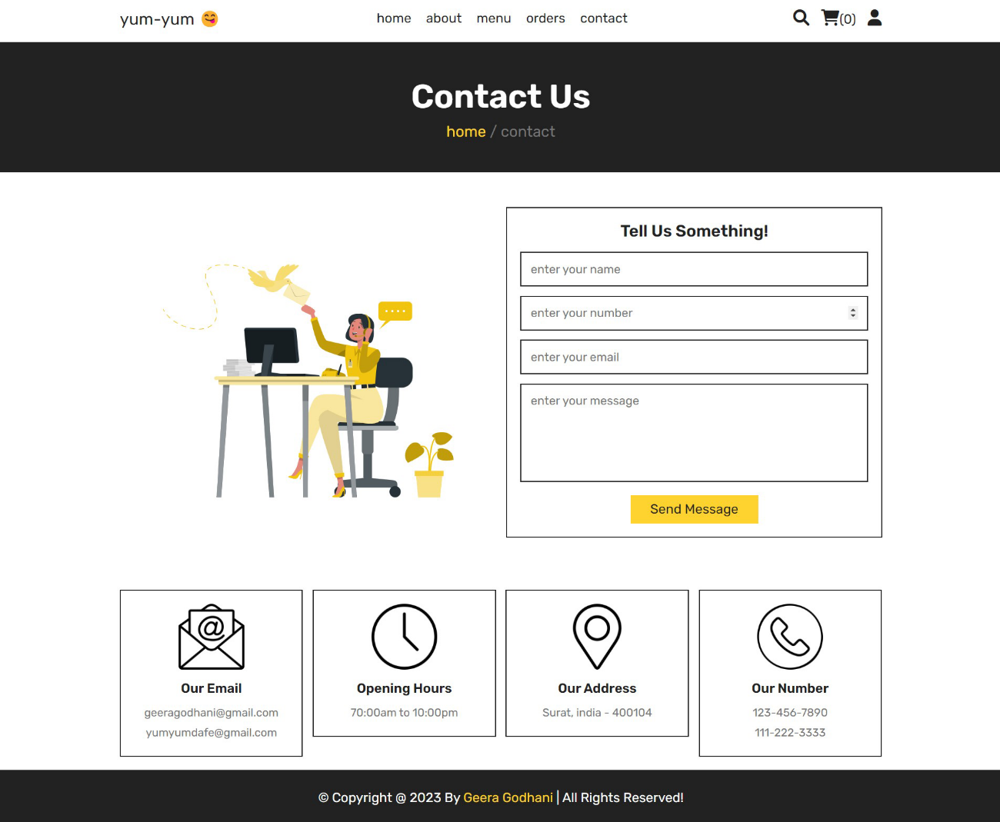 yum-yum 😋
home about menu orders contact
(0)
Contact Us
home / contact
Tell Us Something!
enter your name
enter your number
enter your email
enter your message
Send Message
Our Email
geeragodhani@gmail.com
yumyumdafe@gmail.com
Opening Hours
70:00am to 10:00pm
Our Address
Surat, india - 400104
Our Number
123-456-7890
111-222-3333
© Copyright @ 2023 By Geera Godhani | All Rights Reserved!